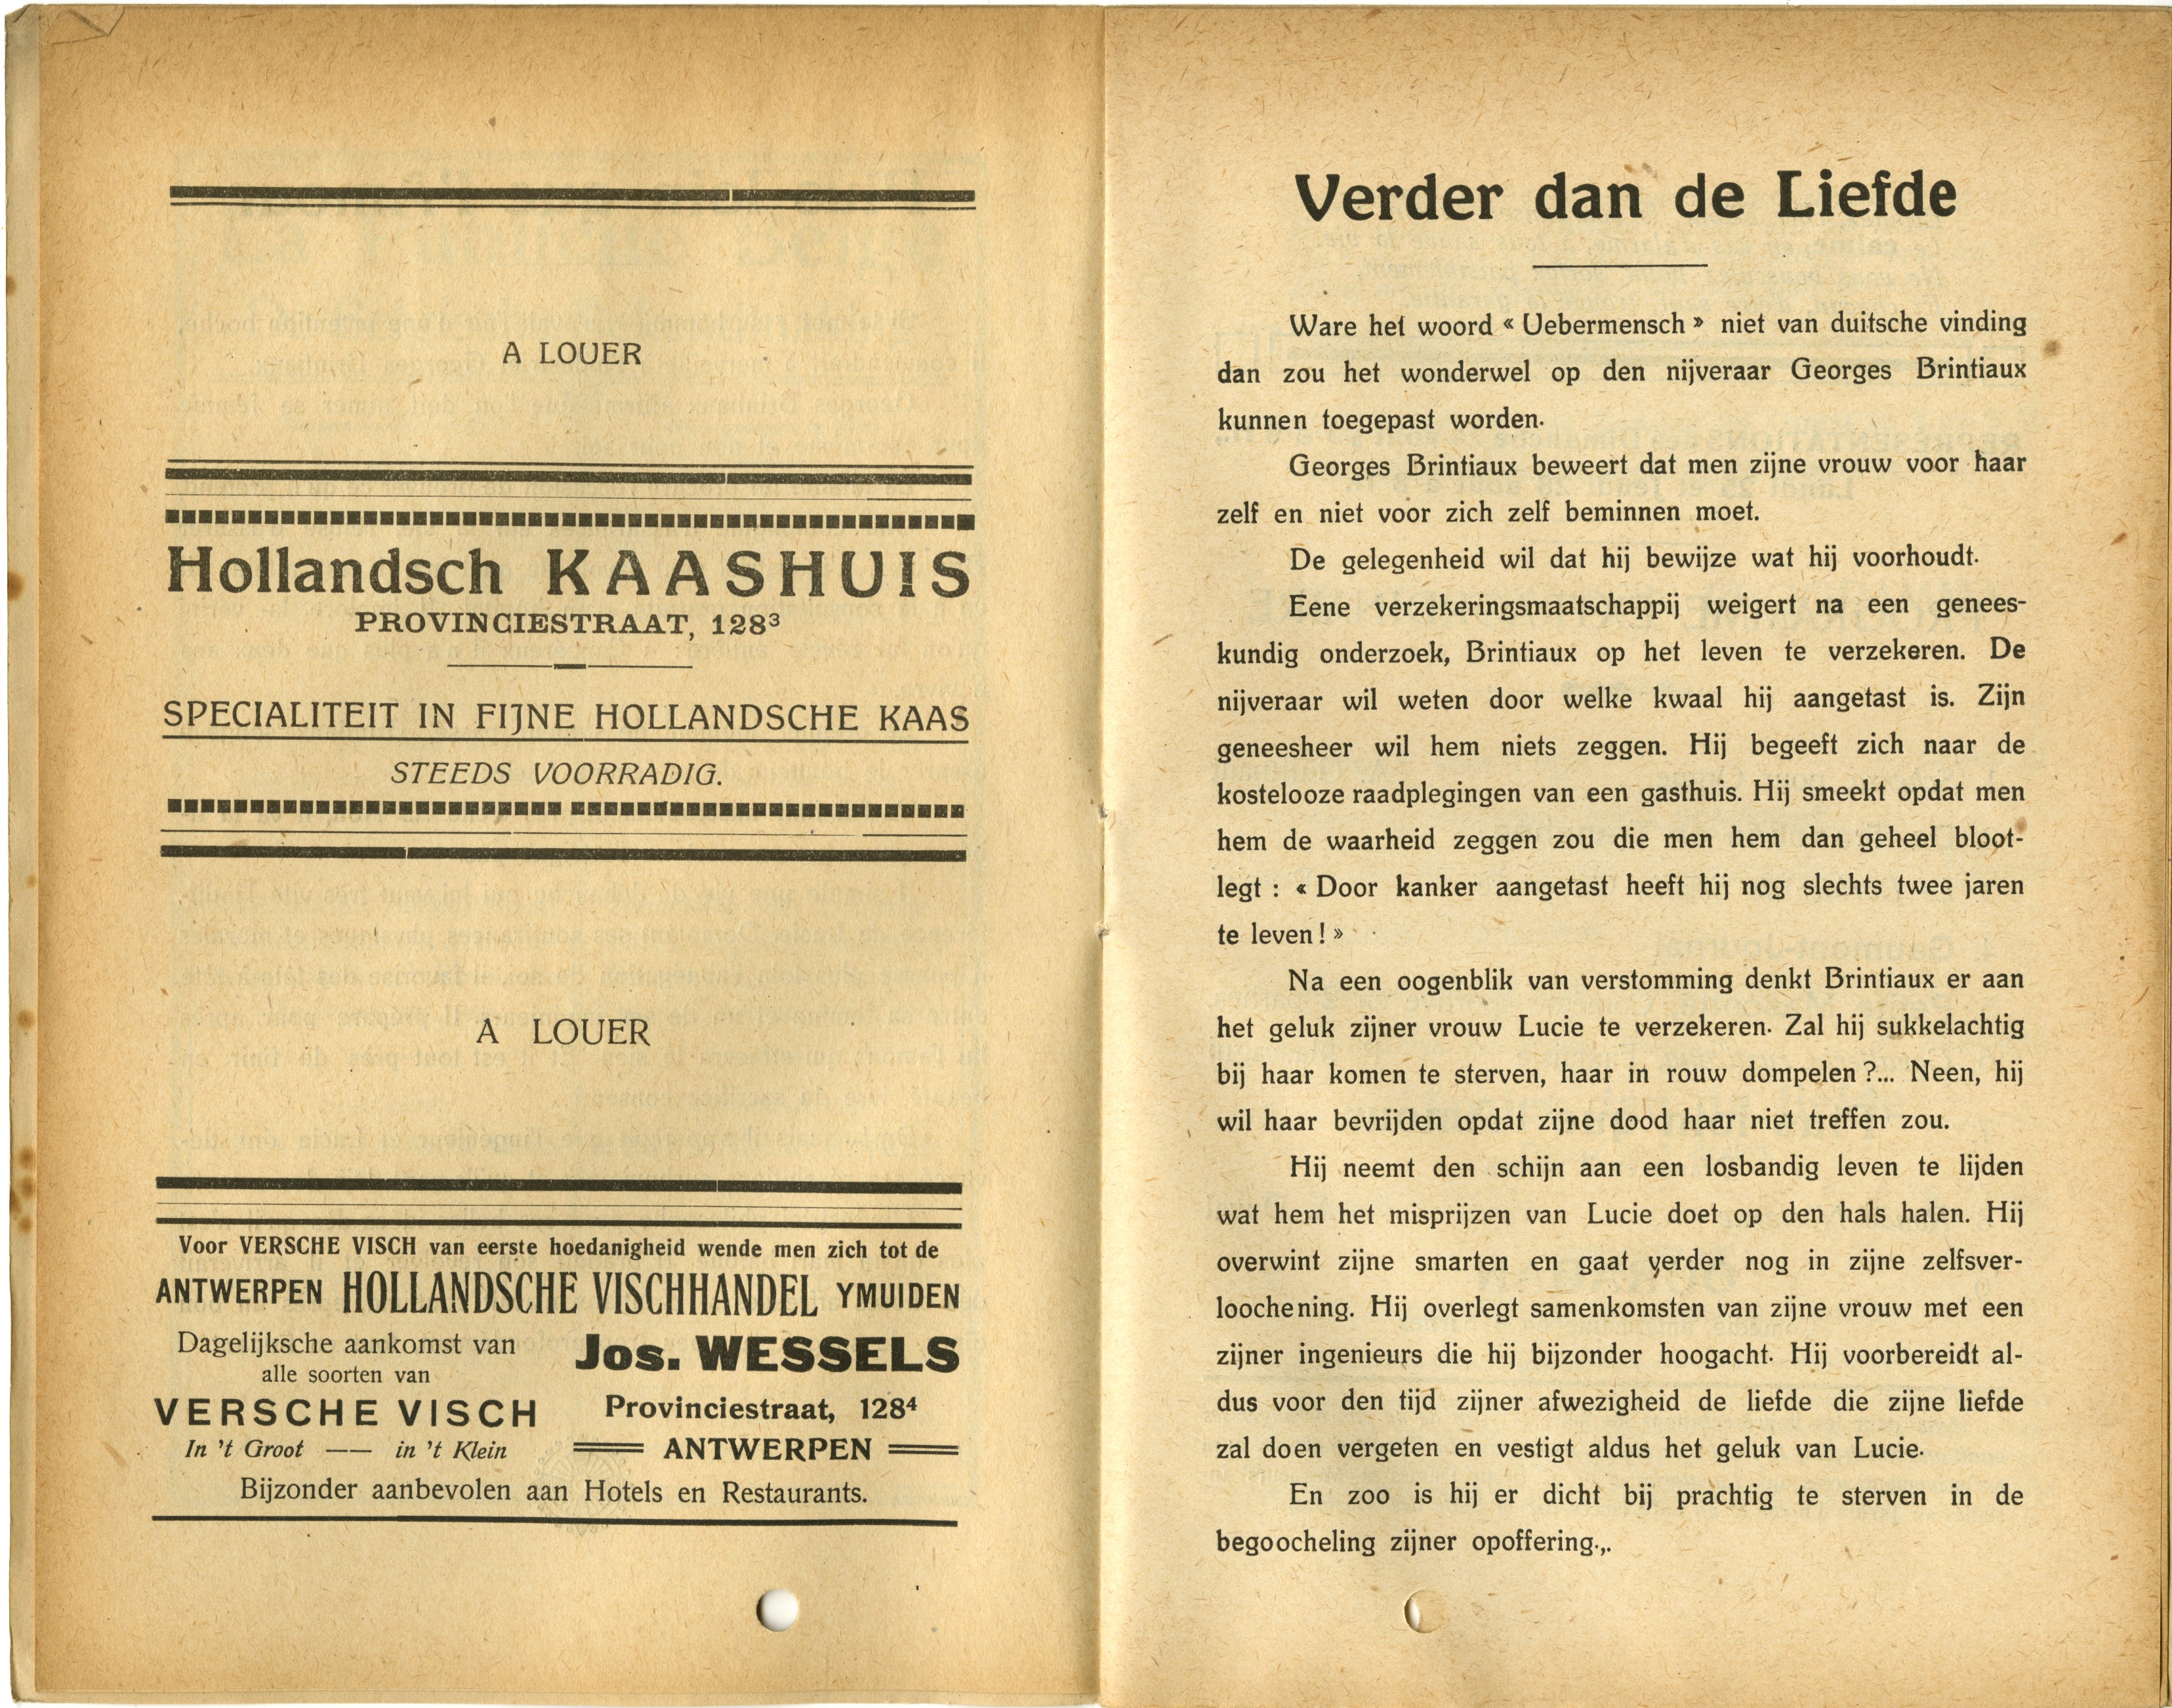 A LOUER
Hollandsch KAASHUIS
PROVINCIESTRAAT, 128³
SPECIALITEIT IN FIJNE HOLLANDSCHE KAAS
STEEDS VOORRADIG.
A LOUER
Voor VERSCHE VISCH van eerste hoedanigheid wende men zich tot de
ANTWERPEN HOLLANDSCHE VISCHHANDEL YMUIDEN
Dagelijksche aankomst van
alle soorten van
VERSCHE VISCH
In 't Groot —— in 't Klein
Jos. WESSELS
Provinciestraat, 128⁴
ANTWERPEN
Bijzonder aanbevolen aan Hotels en Restaurants.
Verder dan de Liefde
Ware het woord « Uebermensch » niet van duitsche vinding
dan zou het wonderwel op den nijveraar Georges Brintiaux
kunnen toegepast worden.
Georges Brintiaux beweert dat men zijne vrouw voor haar
zelf en niet voor zich zelf beminnen moet.
De gelegenheid wil dat hij bewijze wat hij voorhoudt.
Eene verzekeringsmaatschappij weigert na een genees-
kundig onderzoek, Brintiaux op het leven te verzekeren. De
nijveraar wil weten door welke kwaal hij aangetast is. Zijn
geneesheer wil hem niets zeggen. Hij begeeft zich naar de
kostelooze raadplegingen van een gasthuis. Hij smeekt opdat men
hem de waarheid zeggen zou die men hem dan geheel bloot-
legt : « Door kanker aangetast heeft hij nog slechts twee jaren
te leven ! »
Na een oogenblik van verstomming denkt Brintiaux er aan
het geluk zijner vrouw Lucie te verzekeren. Zal hij sukkelachtig
bij haar komen te sterven, haar in rouw dompelen ?... Neen, hij
wil haar bevrijden opdat zijne dood haar niet treffen zou.
Hij neemt den schijn aan een losbandig leven te lijden
wat hem het misprijzen van Lucie doet op den hals halen. Hij
overwint zijne smarten en gaat verder nog in zijne zelfsver-
loochening. Hij overlegt samenkomsten van zijne vrouw met een
zijner ingenieurs die hij bijzonder hoogacht. Hij voorbereidt al-
dus voor den tijd zijner afwezigheid de liefde die zijne liefde
zal doen vergeten en vestigt aldus het geluk van Lucie.
En zoo is hij er dicht bij prachtig te sterven in de
begoocheling zijner opoffering.,.